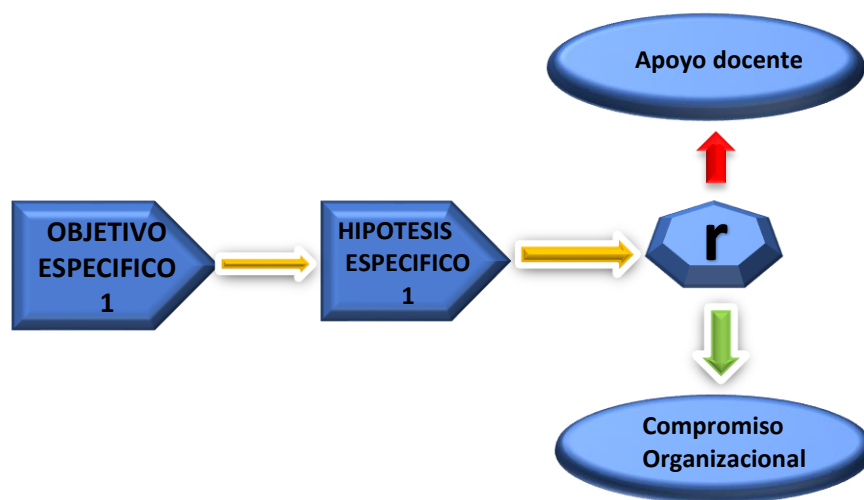 Apoyo docente
OBJETIVO
ESPECIFICO
1
HIPOTESIS
ESPECIFICO
1
r
Compromiso
Organizacional